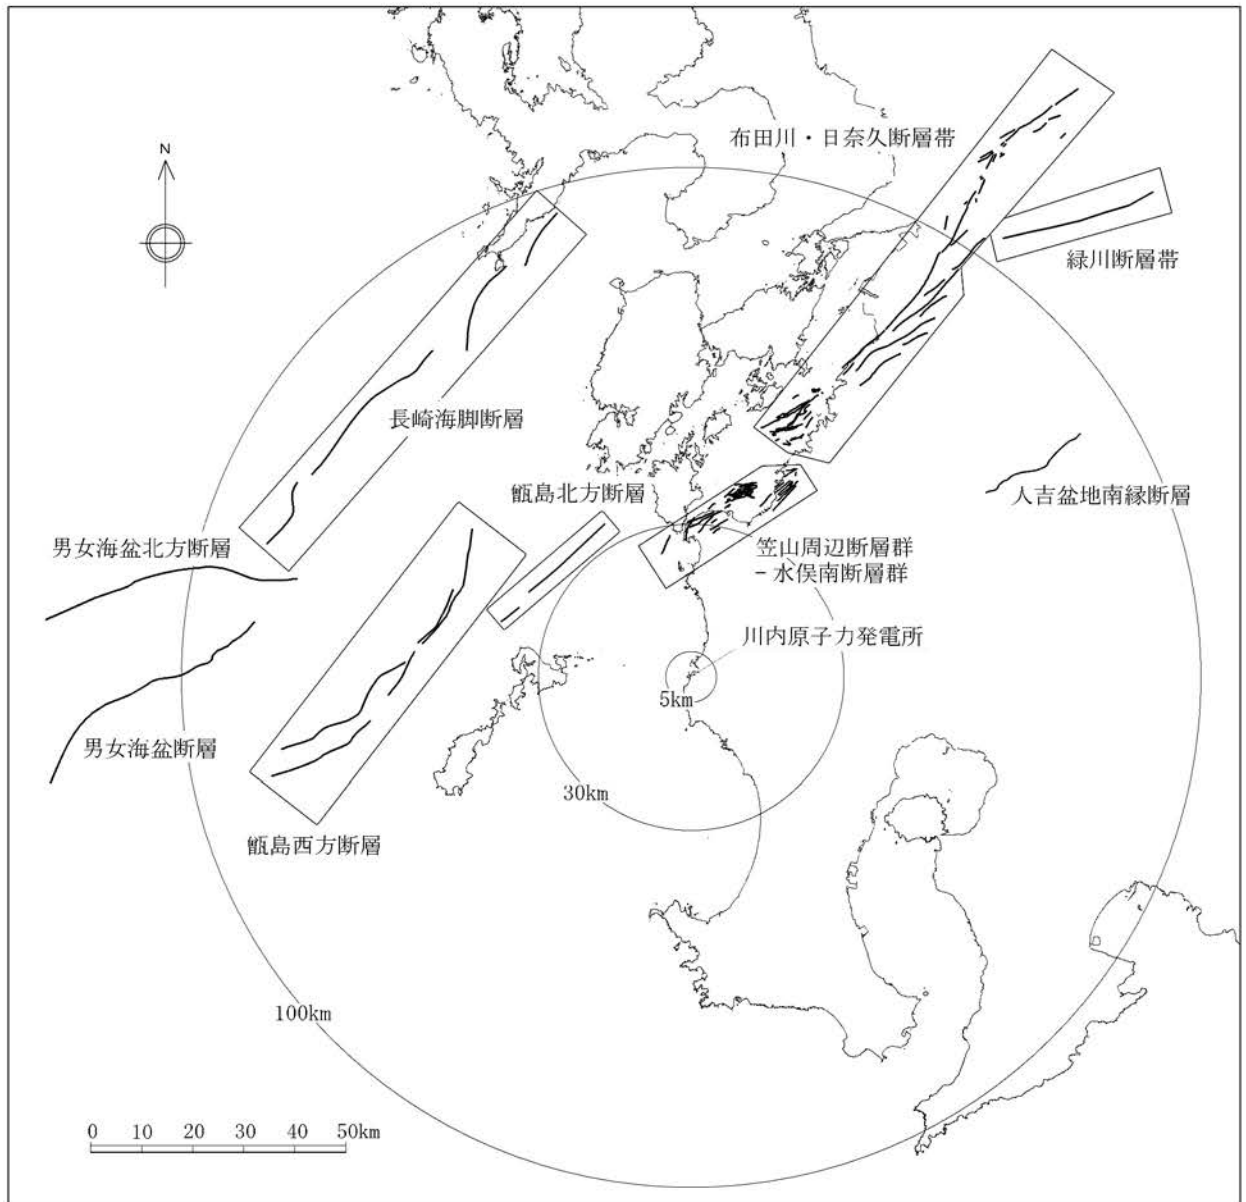 布田川・日奈久断層帯
N
緑川断層帯
長崎海脚断層
甑島北方断層
人吉盆地南縁断層
男女海盆北方断層
笠山周辺断層群
－水俣南断層群
川内原子力発電所
5km
男女海盆断層
30km
甑島西方断層
100km
0 10 20 30 40 50km